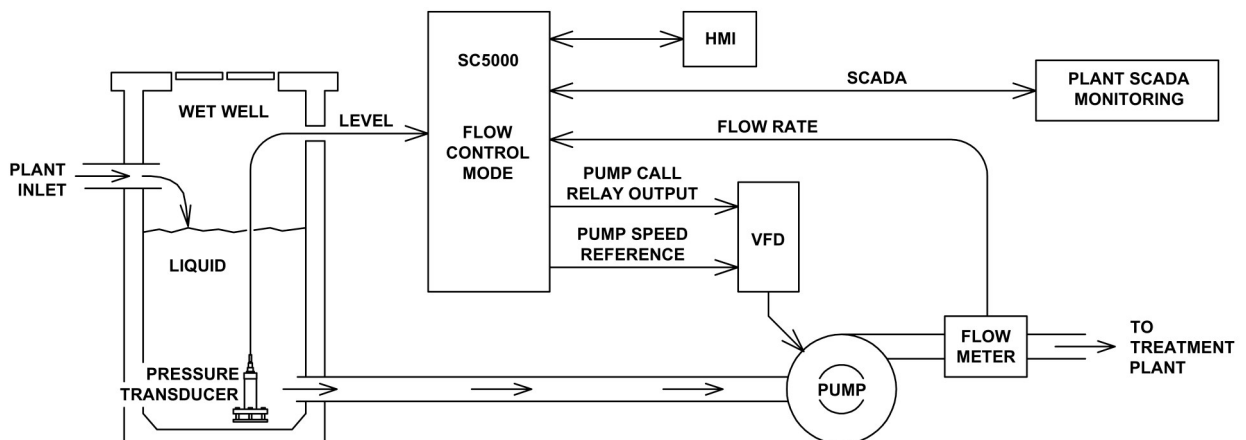 SC5000
FLOW
CONTROL
MODE
HMI
SCADA
PLANT SCADA
MONITORING
WET WELL
LEVEL
FLOW RATE
PLANT
INLET
PUMP CALL
RELAY OUTPUT
PUMP SPEED
REFERENCE
VFD
LIQUID
PRESSURE
TRANSDUCER
PUMP
FLOW
METER
TO
TREATMENT
PLANT